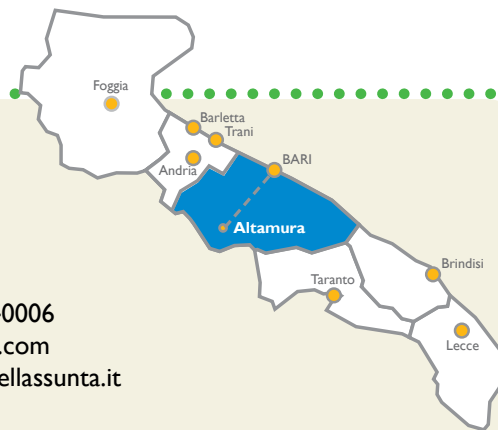 Foggia
Barletta
Trani
BARI
Andria
Altamura
Brindisi
Taranto
Lecce
0006
.com
ellassunta.it